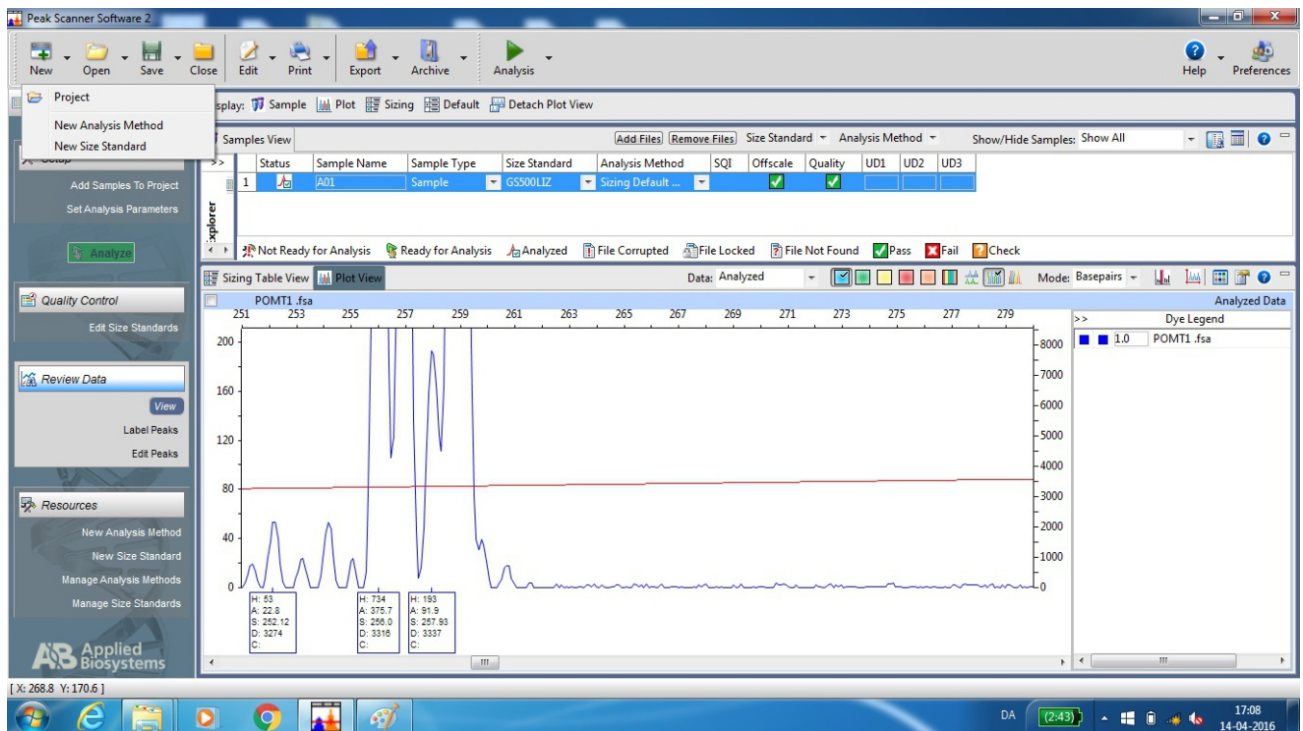 Peak Scanner Software 2
New Open Save Close Edit Print Export Archive Analysis Help Preferences
Project
New Analysis Method
New Size Standard
splay: Sample Plot Sizing Default Detach Plot View
Samples View Add Files Remove Files Size Standard Analysis Method Show/Hide Samples: Show All
>> Status Sample Name Sample Type Size Standard Analysis Method SQI Offscale Quality UD1 UD2 UD3
1 A01 Sample GS500LIZ Sizing Default ...
Setup
Add Samples To Project
Set Analysis Parameters
Analyze
xplorer
Not Ready for Analysis Ready for Analysis Analyzed File Corrupted File Locked File Not Found Pass Fail Check
Sizing Table View Plot View Data: Analyzed Mode: Basepairs
POMT1 .fsa Analyzed Data
Quality Control
Edit Size Standards
Review Data
View
Label Peaks
Edit Peaks
Resources
New Analysis Method
New Size Standard
Manage Analysis Methods
Manage Size Standards
AB Applied Biosystems
251 253 255 257 259 261 263 265 267 269 271 273 275 277 279
200
160
120
80
40
0
8000
7000
6000
5000
4000
3000
2000
1000
0
>> Dye Legend
1.0 POMT1 .fsa
H: 53
A: 22.8
S: 252.12
D: 3274
C:
H: 734
A: 375.7
S: 256.0
D: 3316
C:
H: 193
A: 91.9
S: 257.93
D: 3337
C:
[ X: 268.8 Y: 170.6 ]
DA (2:43) 17:08
14-04-2016